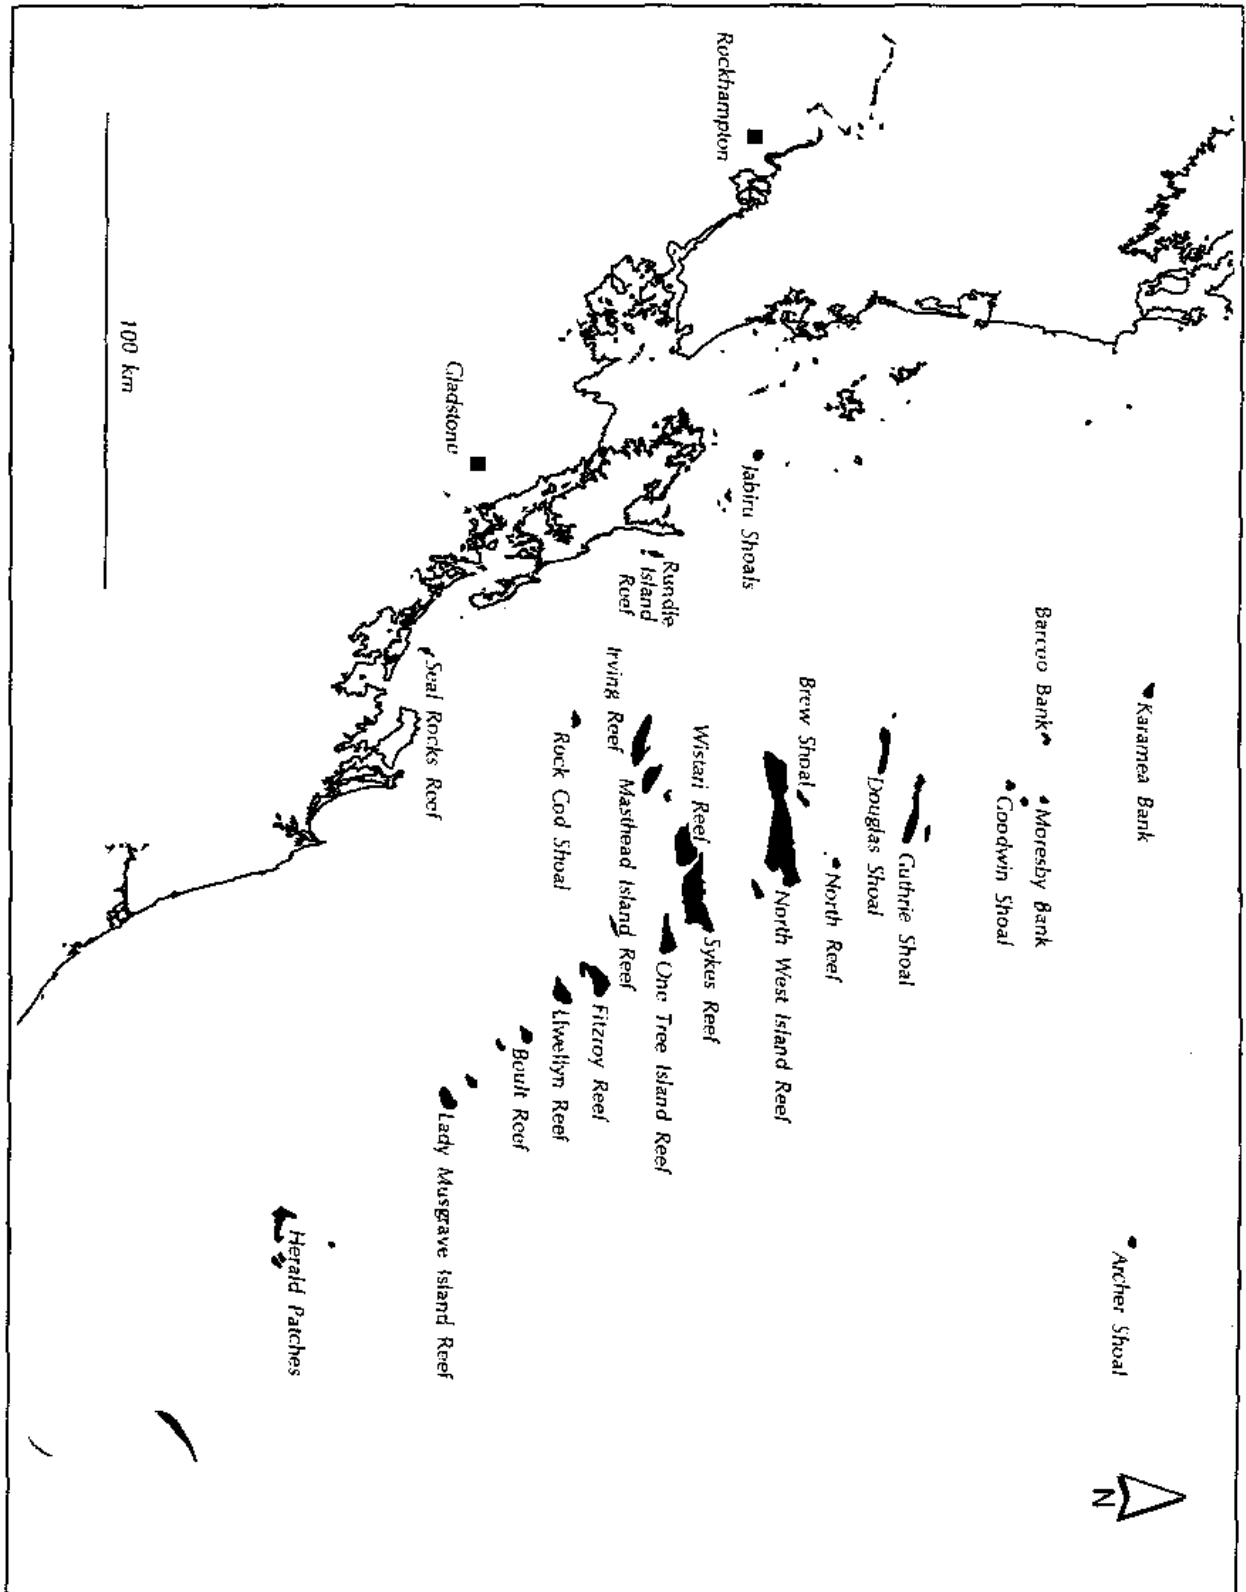 Karamea Bank
Archer Shoal
Barcoo Bank
Moresby Bank
Goodwin Shoal
Guthrie Shoal
Douglas Shoal
North Reef
Brew Shoal
North West Island Reef
Jabiru Shoals
Rockhampton
Sykes Reef
Wistari Reef
One Tree Island Reef
Rundle
Island
Reef
Masthead Island Reef
Irving Reef
Fitzroy Reef
Llwellyn Reef
Rock Cod Shoal
Boult Reef
Gladstone
Lady Musgrave Island Reef
Seal Rocks Reef
Herald Patches
100 km
N